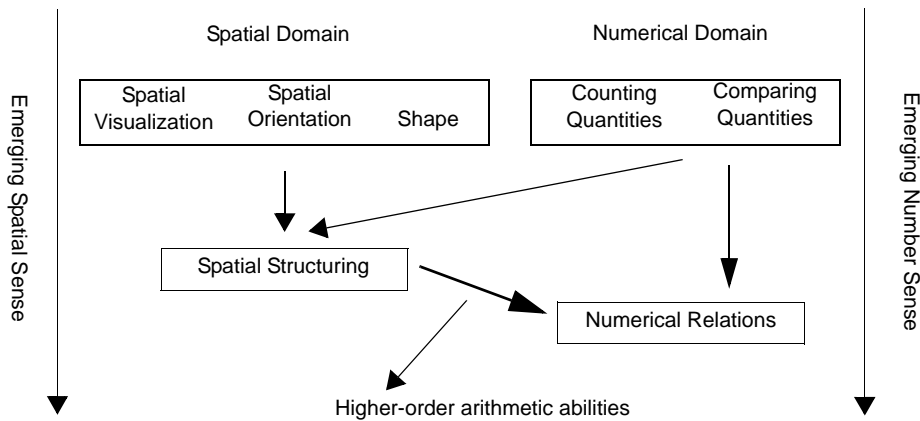 Spatial Domain
Numerical Domain
Emerging Spatial Sense
Spatial
Visualization
Spatial
Orientation
Shape
Counting
Quantities
Comparing
Quantities
Emerging Number Sense
Spatial Structuring
Numerical Relations
Higher-order arithmetic abilities